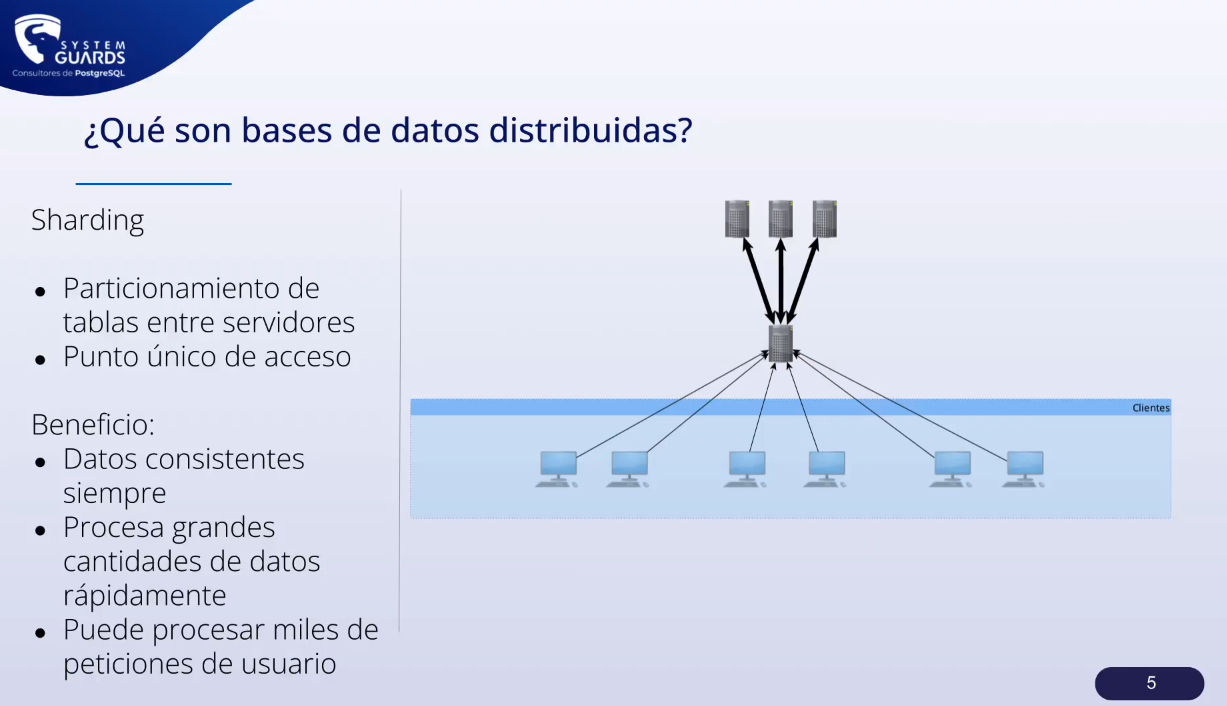 SYSTEM
GUARDS
Consultores de PostgreSQL
¿Qué son bases de datos distribuidas?
Sharding
● Particionamiento de
tablas entre servidores
● Punto único de acceso
Beneficio:
● Datos consistentes
siempre
● Procesa grandes
cantidades de datos
rápidamente
● Puede procesar miles de
peticiones de usuario
Clientes
5